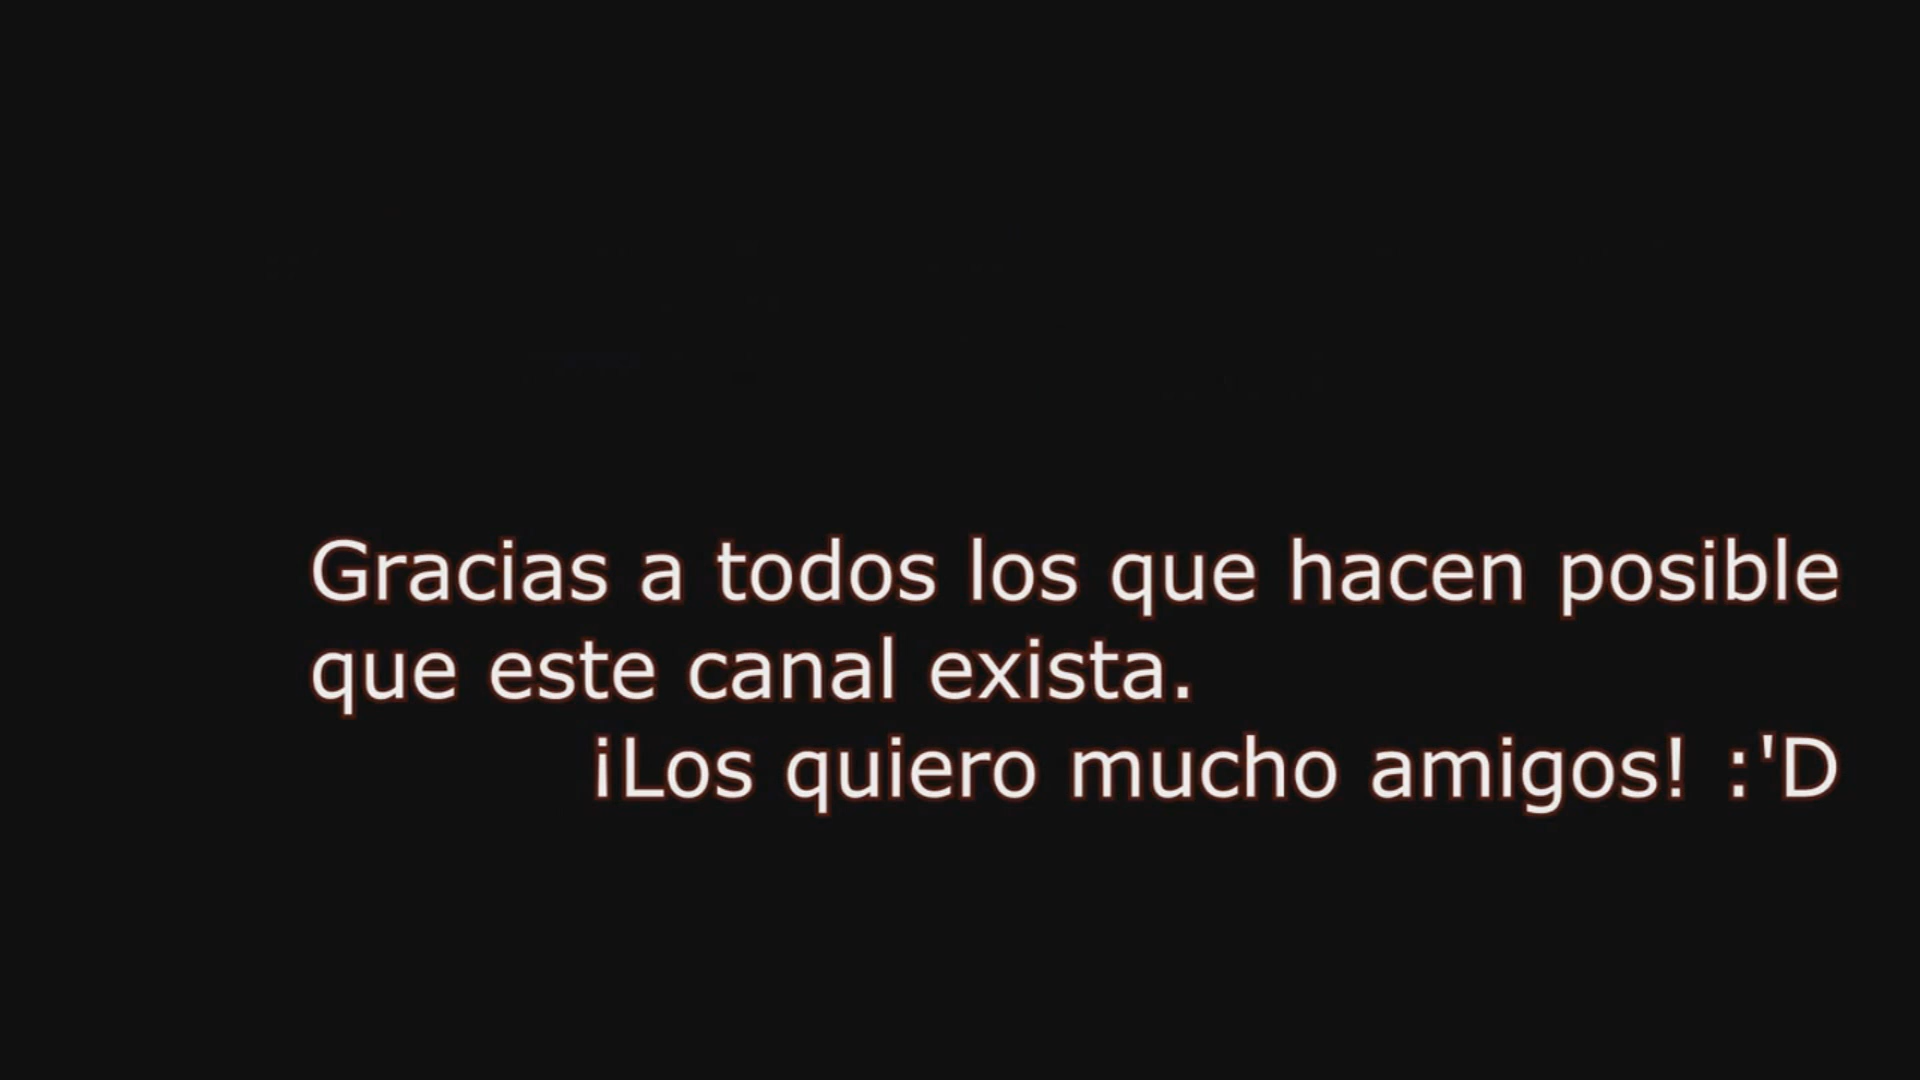 Gracias a todos los que hacen posible
que este canal exista.
¡Los quiero mucho amigos! :'D